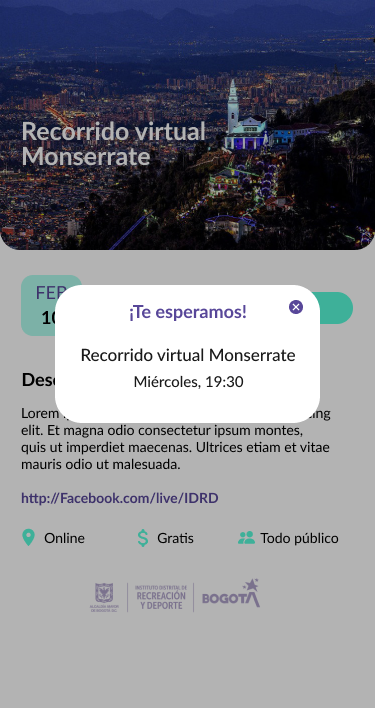 Recorrido virtual
Monserrate
FEB
10
¡Te esperamos!
Recorrido virtual Monserrate
Miércoles, 19:30
Lorem
elit. Et magna odio consectetur ipsum montes,
quis ut imperdiet maecenas. Ultrices etiam et vitae
mauris odio ut malesuada.
http://Facebook.com/live/IDRD
Online
Gratis
Todo público
INSTITUTO DISTRITAL DE
RECREACIÓN
Y DEPORTE
BOGOTÁ